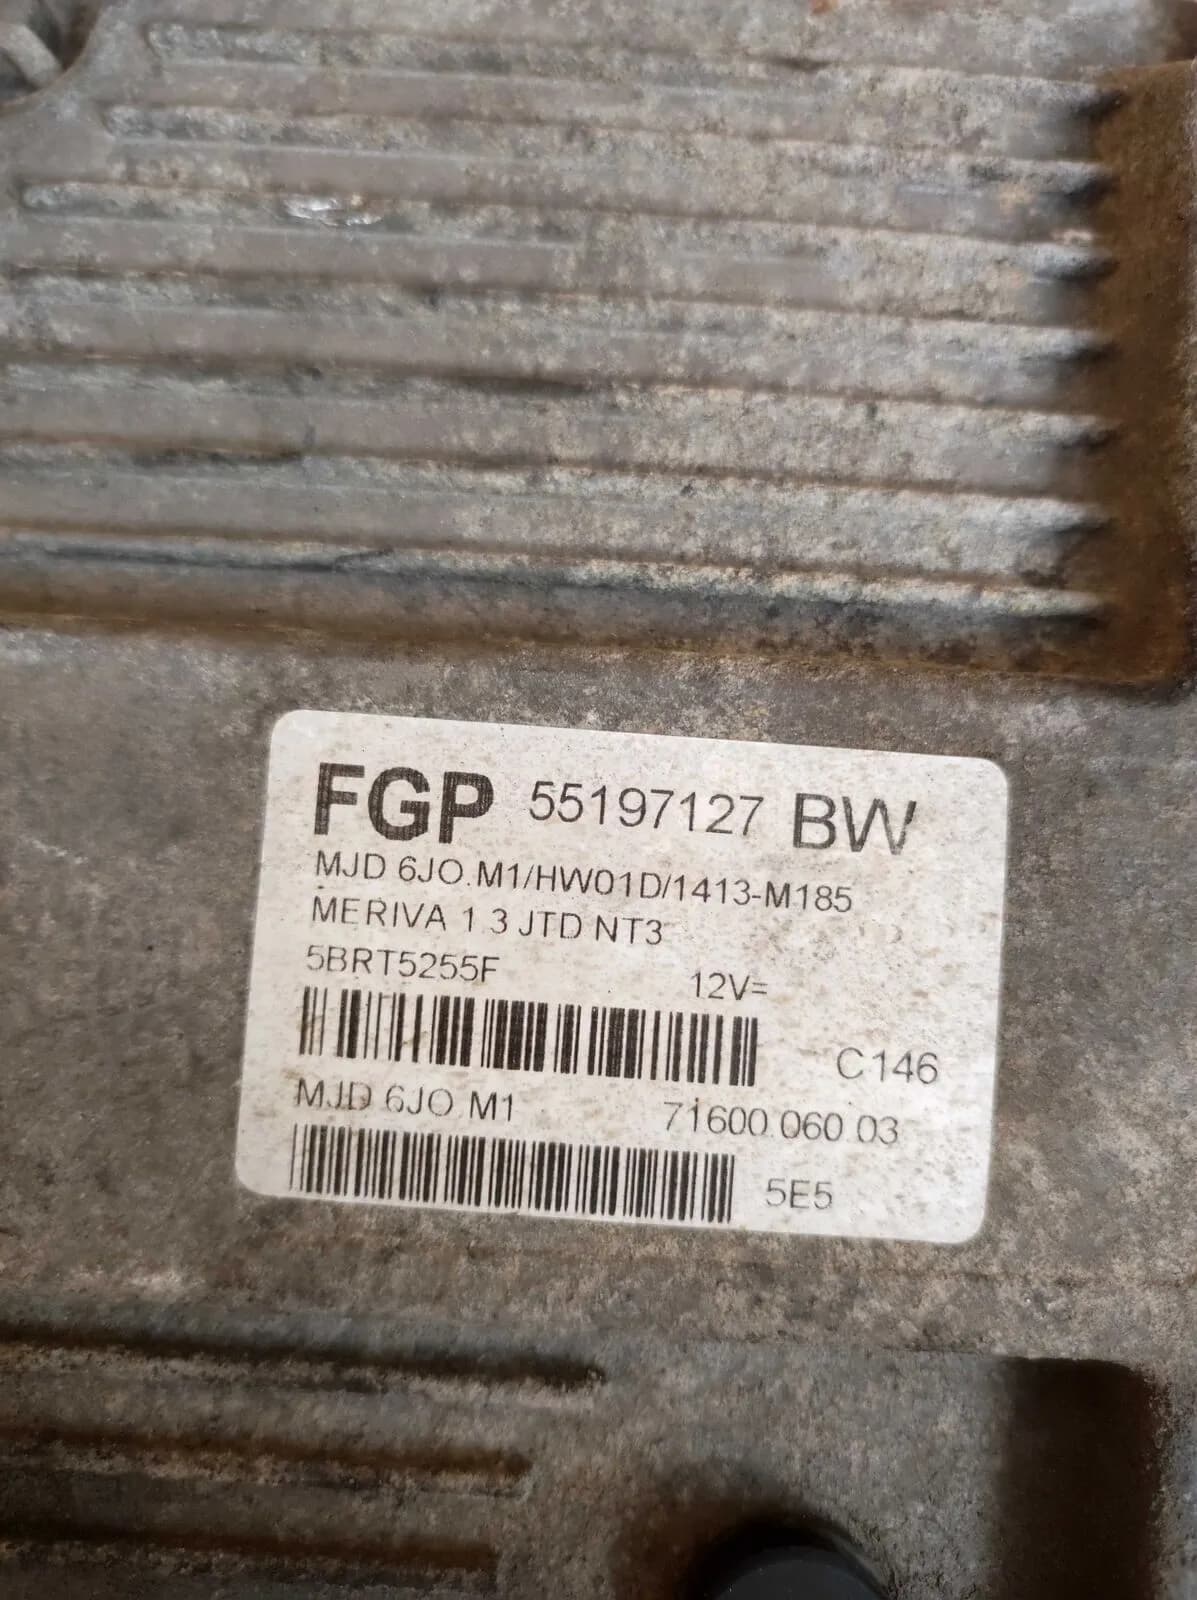 FGP 55197127 BW
MJD 6JO.M1/HW01D/1413-M185
MERIVA 1.3 JTD NT3
5BRT5255F 12V=
C146
MJD 6JO.M1 71600.060.03
5E5